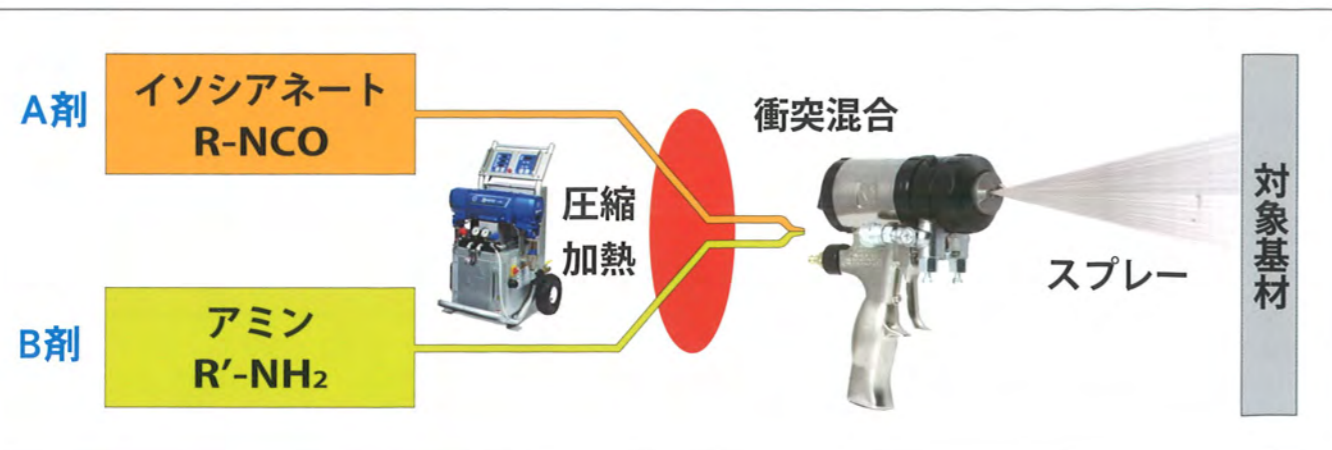 A剤
イソシアネート
R-NCO
圧縮
加熱
B剤
アミン
R′-NH₂
衝突混合
スプレー
対象基材